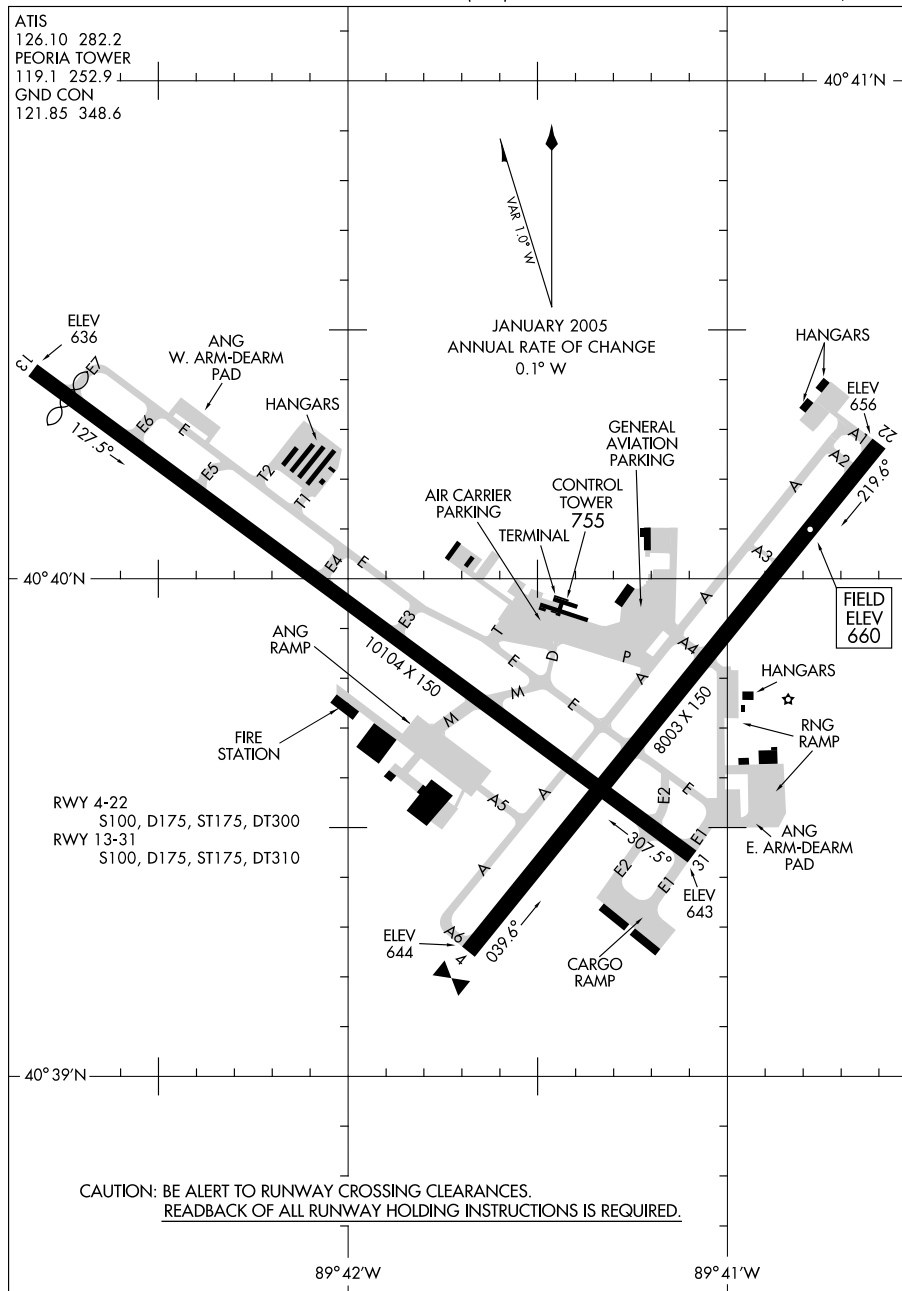 ATIS
126.10 282.2
PEORIA TOWER
119.1 252.9
GND CON
121.85 348.6
40°41'N
VAR 1.0° W
JANUARY 2005
ANNUAL RATE OF CHANGE
0.1° W
ELEV
636
13
E7
127.5°
ANG
W. ARM-DEARM
PAD
E6
E
E5
HANGARS
T2
T1
E4
E
E3
HANGARS
ELEV
656
22
A1
A2
219.6°
A
A3
GENERAL
AVIATION
PARKING
CONTROL
TOWER
755
AIR CARRIER
PARKING
TERMINAL
40°40'N
FIELD
ELEV
660
A
A4
T
D
P
A
E
M
E
M
ANG
RAMP
10104 X 150
8003 X 150
HANGARS
RNG
RAMP
FIRE
STATION
A5
A
E2
E
RWY 4-22
S100, D175, ST175, DT300
RWY 13-31
S100, D175, ST175, DT310
307.5°
E1
31
ANG
E. ARM-DEARM
PAD
A
E2
E1
ELEV
643
A6
4
ELEV
644
039.6°
CARGO
RAMP
40°39'N
CAUTION: BE ALERT TO RUNWAY CROSSING CLEARANCES.
READBACK OF ALL RUNWAY HOLDING INSTRUCTIONS IS REQUIRED.
89°42'W
89°41'W